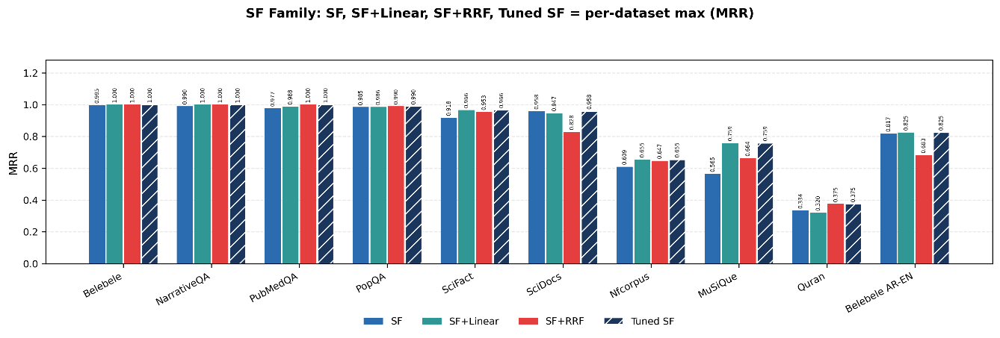 SF Family: SF, SF+Linear, SF+RRF, Tuned SF = per-dataset max (MRR)
MRR
1.2
1.0
0.8
0.6
0.4
0.2
0.0
0.995 1.000 1.000 1.000
0.990 1.000 1.000 1.000
0.977 0.988 1.000 1.000
0.985 0.986 0.990 0.990
0.918 0.966 0.953 0.966
0.958 0.947 0.828 0.958
0.609 0.655 0.647 0.655
0.565 0.759 0.664 0.759
0.334 0.320 0.375 0.375
0.817 0.825 0.683 0.825
Belebele
NarrativeQA
PubMedQA
PopQA
SciFact
SciDocs
Nfcorpus
MuSiQue
Quran
Belebele AR-EN
SF
SF+Linear
SF+RRF
Tuned SF